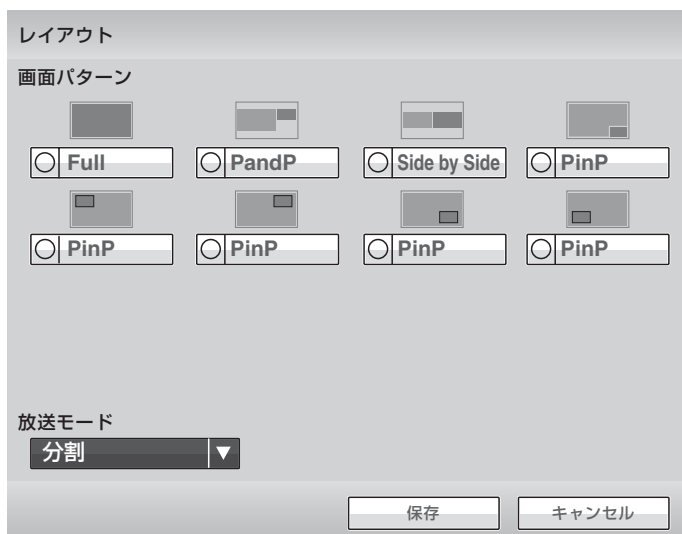 レイアウト
画面パターン
Full PandP Side by Side PinP
PinP PinP PinP PinP
放送モード
分割 ▼
保存 キャンセル